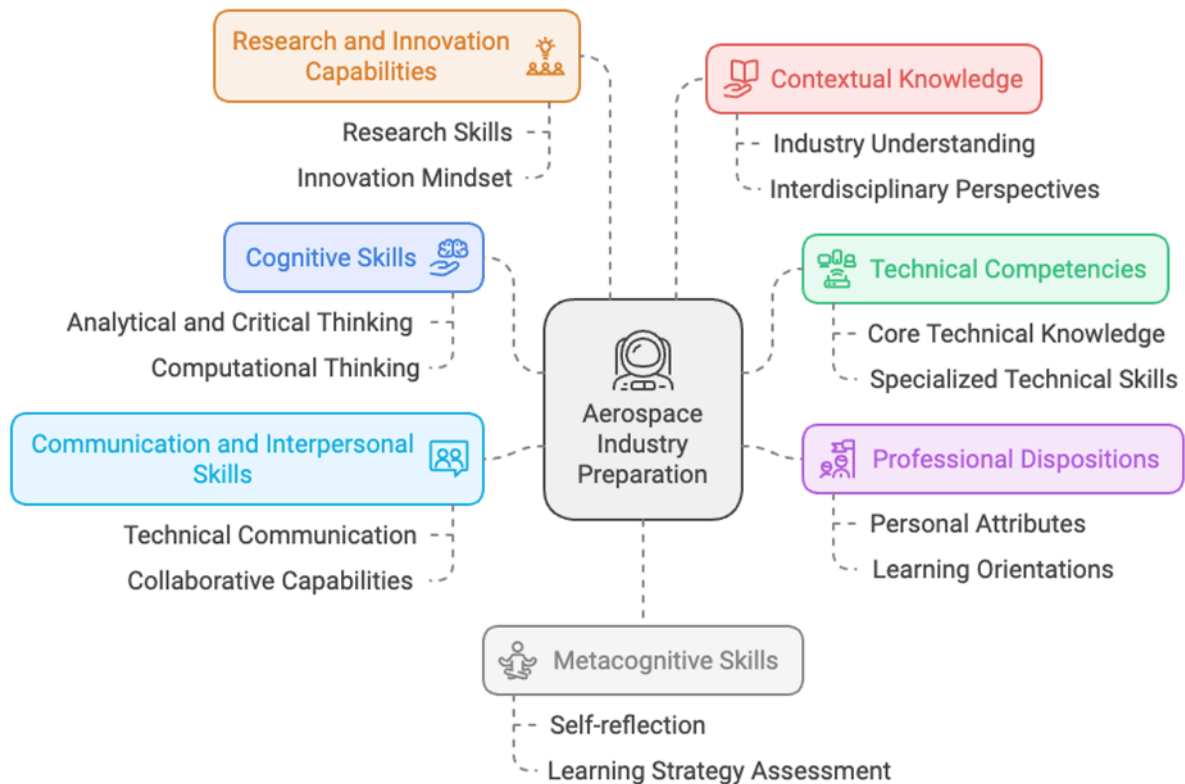 Research and Innovation
Capabilities
Research Skills
Innovation Mindset
Contextual Knowledge
Industry Understanding
Interdisciplinary Perspectives
Cognitive Skills
Analytical and Critical Thinking
Computational Thinking
Technical Competencies
Core Technical Knowledge
Specialized Technical Skills
Aerospace
Industry
Preparation
Communication and Interpersonal
Skills
Technical Communication
Collaborative Capabilities
Professional Dispositions
Personal Attributes
Learning Orientations
Metacognitive Skills
Self-reflection
Learning Strategy Assessment